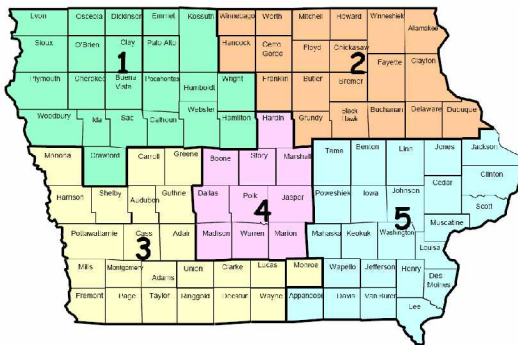 Lyon Osceola Dickinson Emmet Kossuth Winnebago Worth Mitchell Howard Winneshiek Allamakee
Sioux O'Brien Clay Palo Alto Hancock Cerro Gordo Floyd Chickasaw Fayette Clayton
1 2
Plymouth Cherokee Buena Vista Pocahontas Humboldt Wright Franklin Butler Bremer
Woodbury Ida Sac Calhoun Webster Hamilton Hardin Grundy Black Hawk Buchanan Delaware Dubuque
Monona Crawford Carroll Greene Boone Story Marshall Tama Benton Linn Jones Jackson
Harrison Shelby Audubon Guthrie Dallas Polk Jasper Poweshiek Iowa Johnson Cedar Clinton
Scott
4 5
Pottawattamie Cass Adair Madison Warren Marion Mahaska Keokuk Washington Muscatine
Louisa
3
Mills Montgomery Adams Union Clarke Lucas Monroe Wapello Jefferson Henry Des Moines
Fremont Page Taylor Ringgold Decatur Wayne Appanoose Davis Van Buren Lee